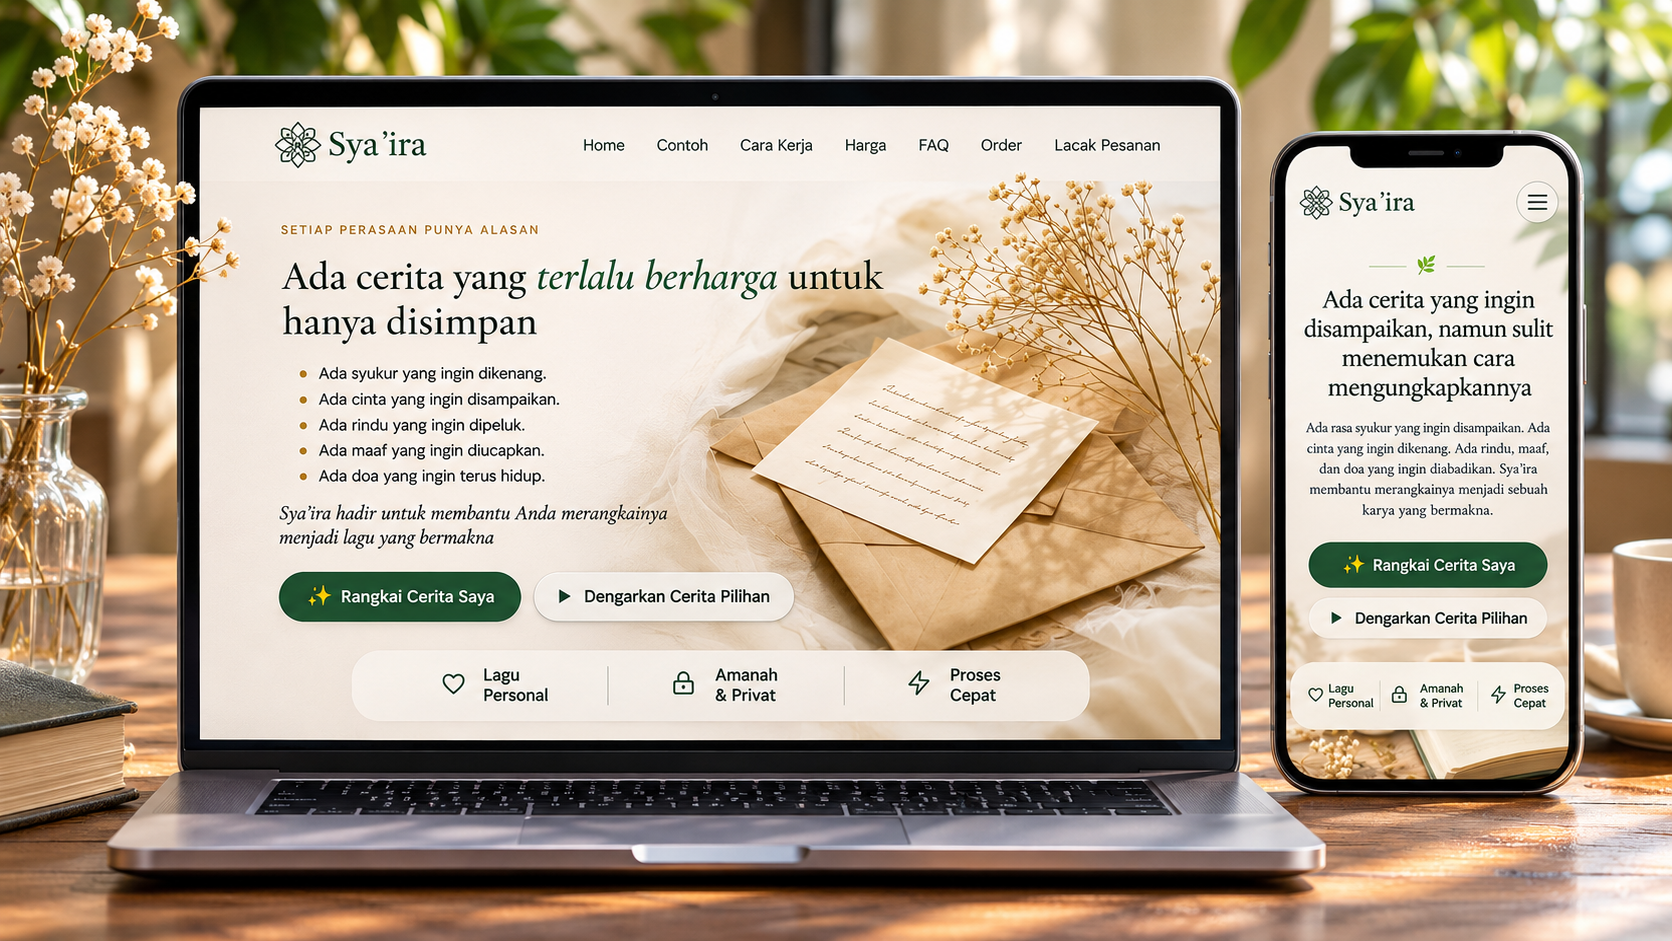 Sya’ira
Home Contoh Cara Kerja Harga FAQ Order Lacak Pesanan
SETIAP PERASAAN PUNYA ALASAN
Ada cerita yang terlalu berharga untuk
hanya disimpan
Ada syukur yang ingin dikenang.
Ada cinta yang ingin disampaikan.
Ada rindu yang ingin dipeluk.
Ada maaf yang ingin diucapkan.
Ada doa yang ingin terus hidup.
Sya’ira hadir untuk membantu Anda merangkainya
menjadi lagu yang bermakna
Rangkai Cerita Saya
Dengarkan Cerita Pilihan
Lagu
Personal
Amanah
& Privat
Proses
Cepat
Sya’ira
Ada cerita yang ingin
disampaikan, namun sulit
menemukan cara
mengungkapkannya
Ada rasa syukur yang ingin disampaikan. Ada
cinta yang ingin dikenang. Ada rindu, maaf,
dan doa yang ingin diabadikan. Sya’ira
membantu merangkainya menjadi sebuah
karya yang bermakna.
Rangkai Cerita Saya
Dengarkan Cerita Pilihan
Lagu
Personal
Amanah
& Privat
Proses
Cepat